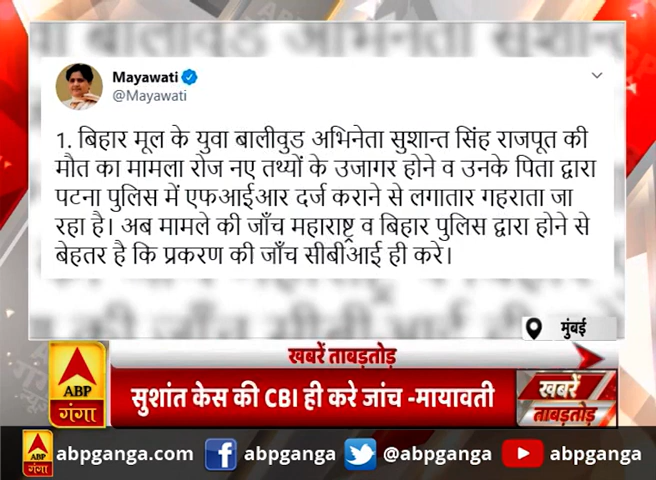 या बालीवुड अभिनेता सुशान्त
Mayawati
@Mayawati
1. बिहार मूल के युवा बालीवुड अभिनेता सुशान्त सिंह राजपूत की
मौत का मामला रोज नए तथ्यों के उजागर होने व उनके पिता द्वारा
पटना पुलिस में एफआईआर दर्ज कराने से लगातार गहराता जा
रहा है। अब मामले की जाँच महाराष्ट्र व बिहार पुलिस द्वारा होने से
बेहतर है कि प्रकरण की जाँच सीबीआई ही करे।
मुंबई
ABP
गंगा
खबरें ताबड़तोड़
सुशांत केस की CBI ही करे जांच -मायावती
खबरें
ताबड़तोड़
ABP
गंगा
abpganga.com
abpganga
@abpganga
abpganga